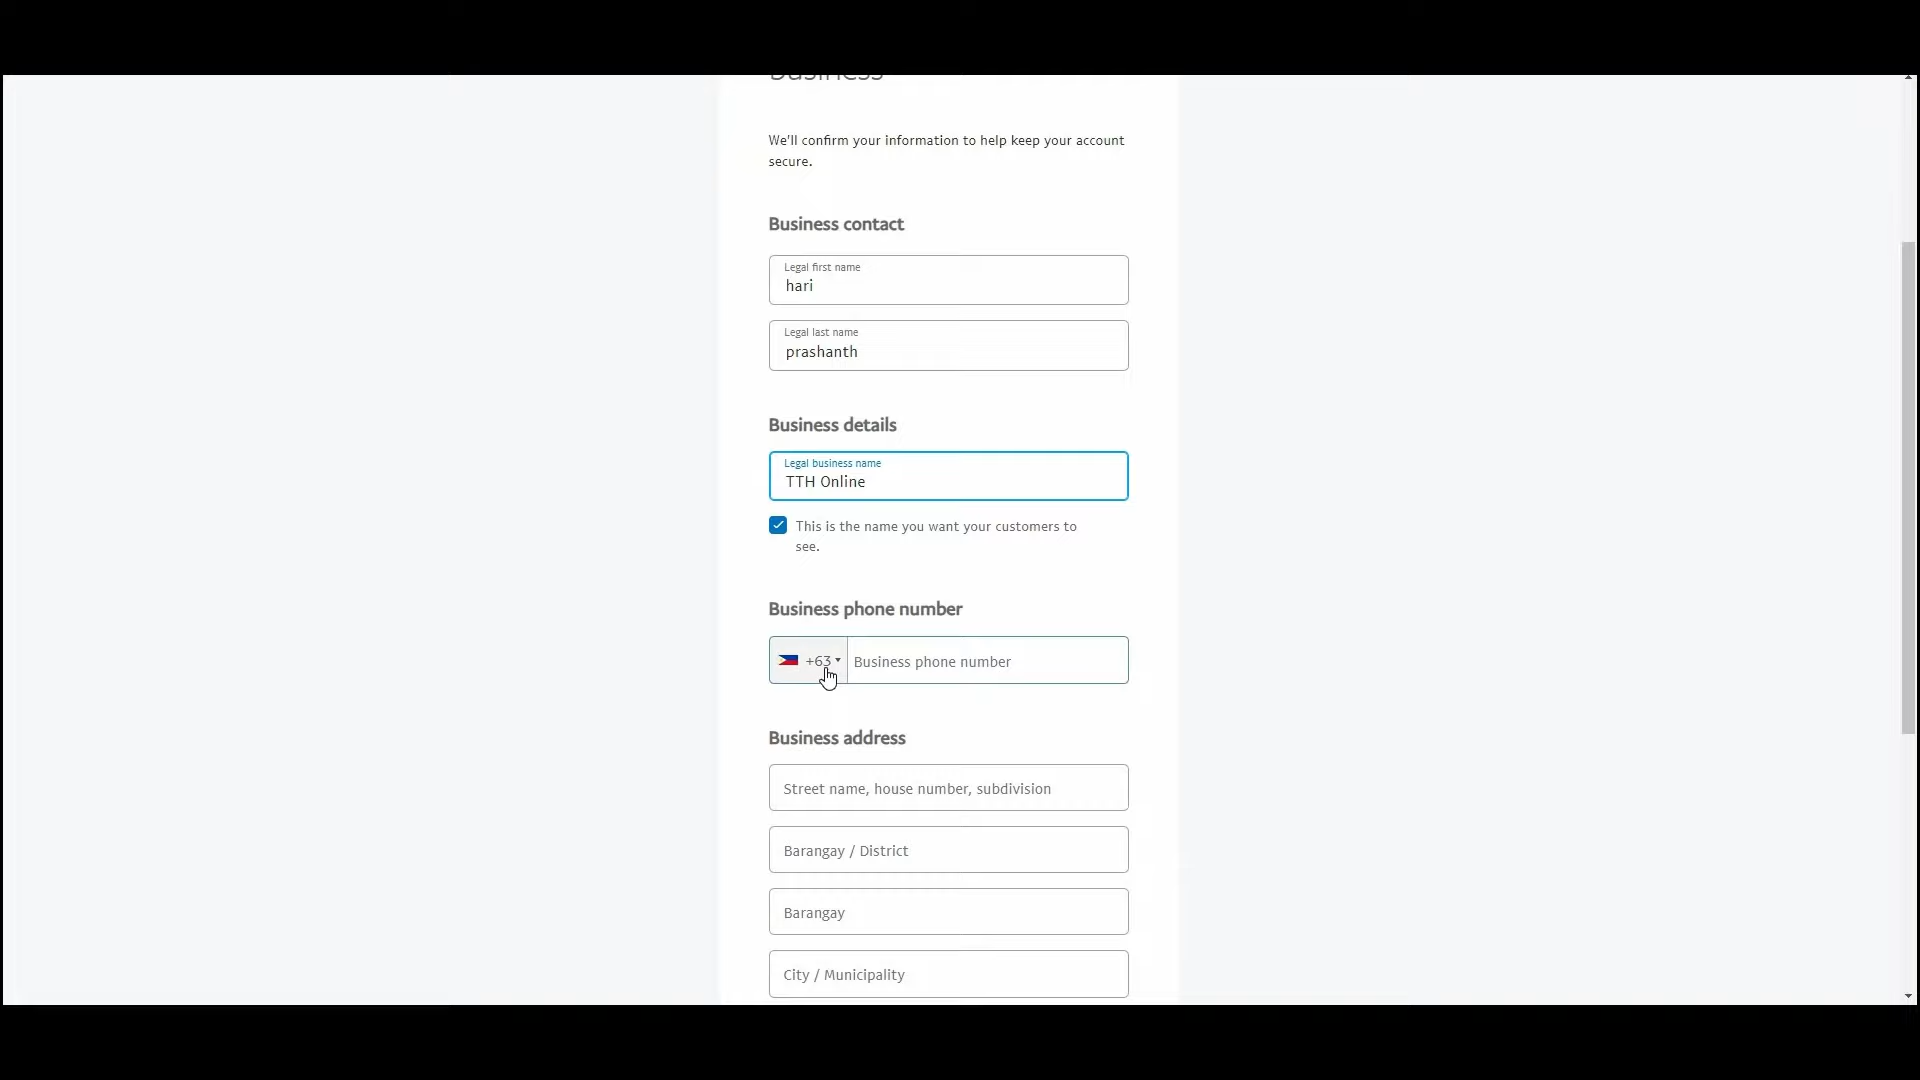 Business
We'll confirm your information to help keep your account
secure.
Business contact
Legal first name
hari
Legal last name
prashanth
Business details
Legal business name
TTH Online
This is the name you want your customers to
see.
Business phone number
+63 Business phone number
Business address
Street name, house number, subdivision
Barangay / District
Barangay
City / Municipality